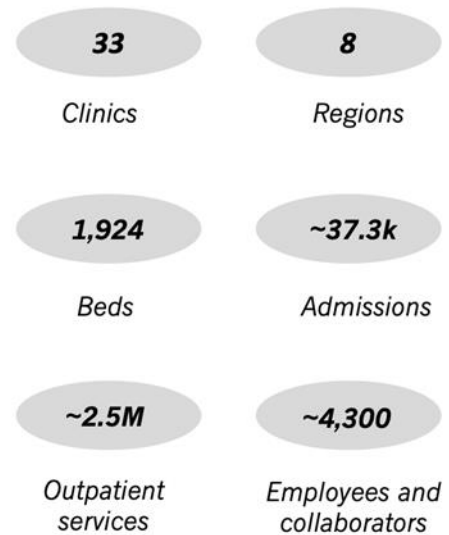 33
8
Clinics
Regions
1,924
~37.3k
Beds
Admissions
~2.5M
~4,300
Outpatient
services
Employees and
collaborators